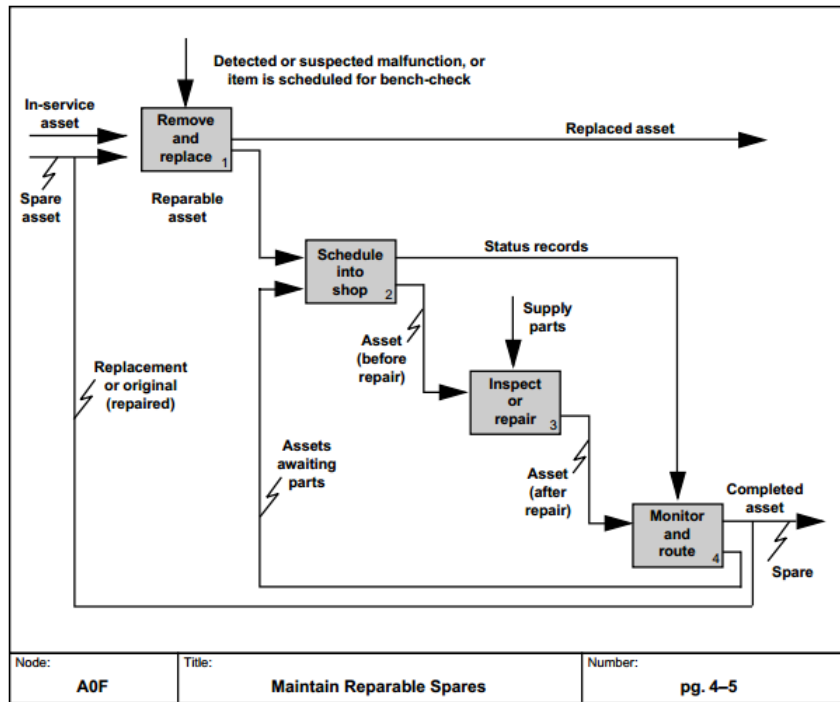 Detected or suspected malfunction, or
item is scheduled for bench-check
In-service
asset
Remove
and
replace
1
Replaced asset
Spare
asset
Reparable
asset
Schedule
into
shop
2
Status records
Supply
parts
Asset
(before
repair)
Replacement
or original
(repaired)
Inspect
or
repair
3
Assets
awaiting
parts
Asset
(after
repair)
Completed
asset
Monitor
and
route
4
Spare
Node:
A0F
Title:
Maintain Reparable Spares
Number:
pg. 4–5